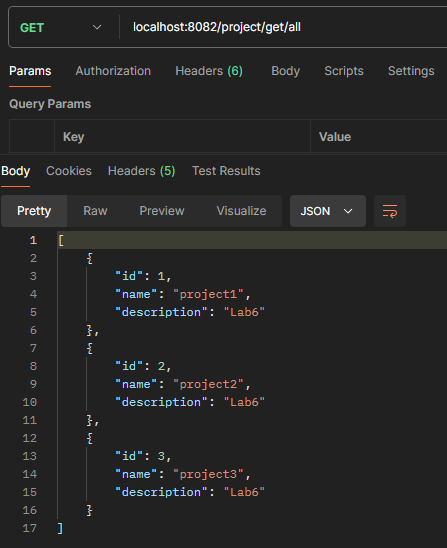 GET localhost:8082/project/get/all
Params Authorization Headers (6) Body Scripts Settings
Query Params
Key Value
Body Cookies Headers (5) Test Results
Pretty Raw Preview Visualize JSON
1 [
2 {
3 "id": 1,
4 "name": "project1",
5 "description": "Lab6"
6 },
7 {
8 "id": 2,
9 "name": "project2",
10 "description": "Lab6"
11 },
12 {
13 "id": 3,
14 "name": "project3",
15 "description": "Lab6"
16 }
17 ]